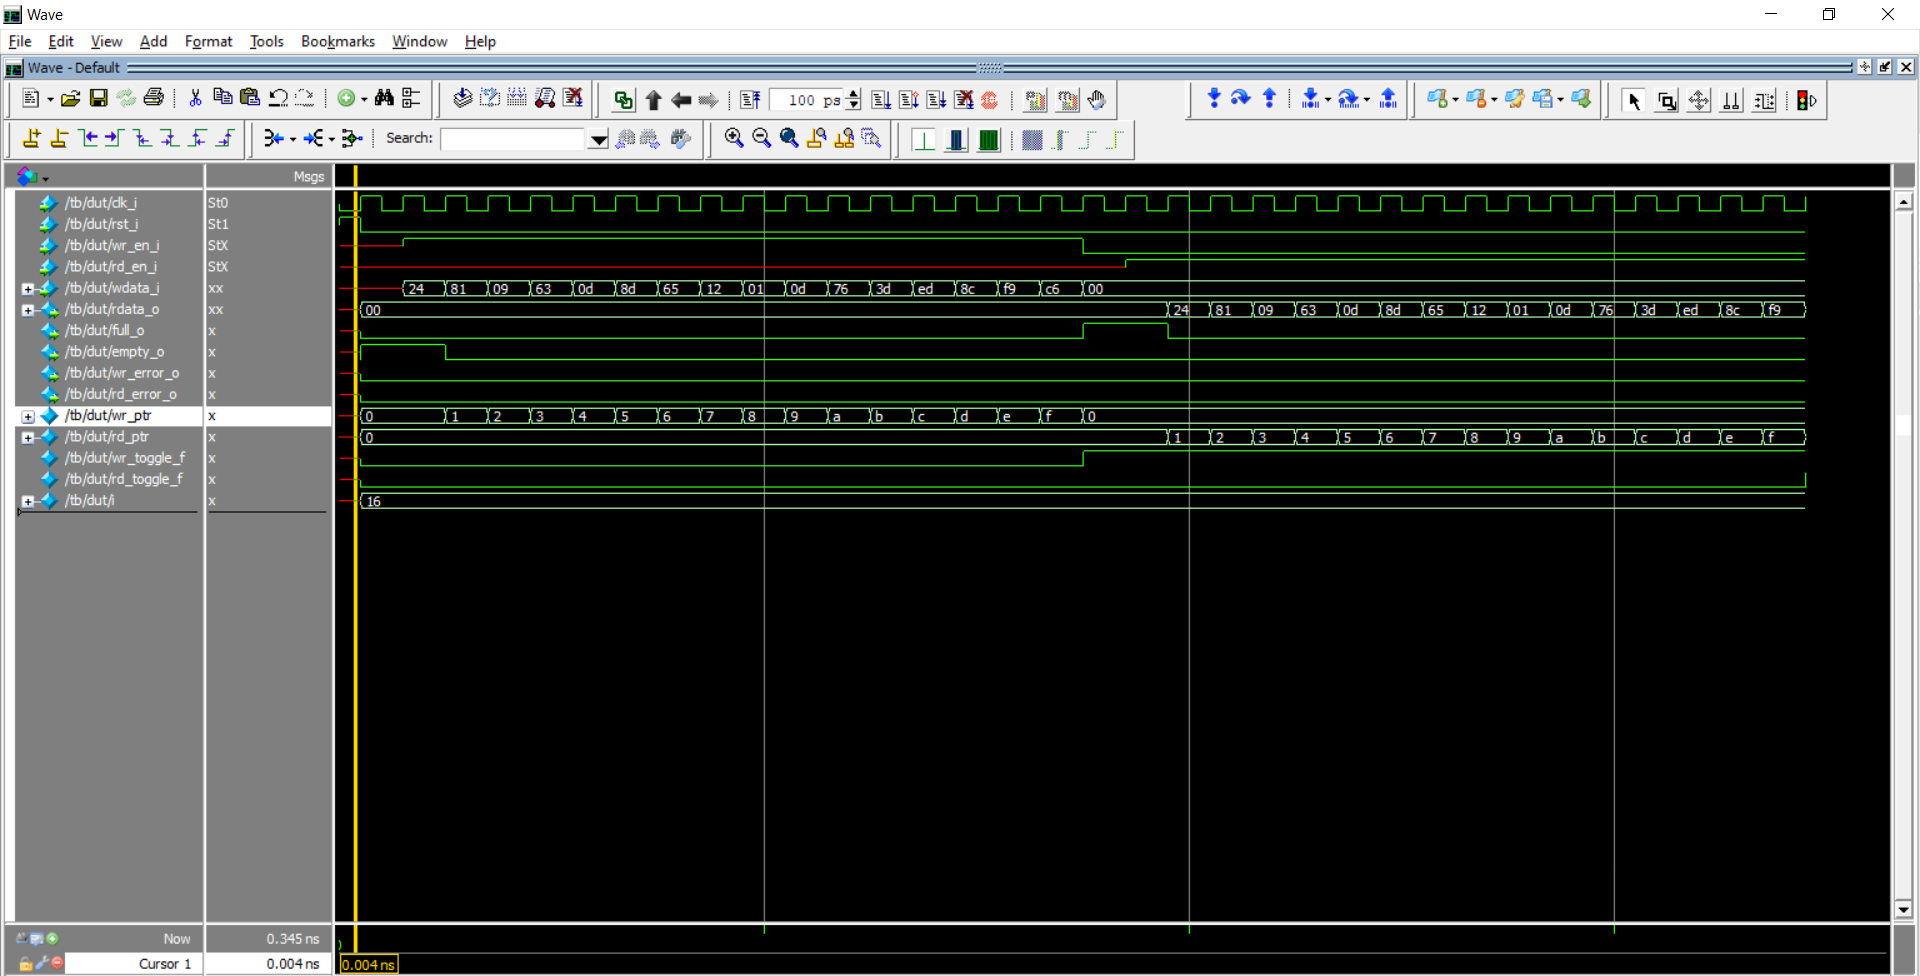 Wave
File Edit View Add Format Tools Bookmarks Window Help
Wave - Default
100 ps
Search:
Msgs
/tb/dut/clk_i St0
/tb/dut/rst_i St1
/tb/dut/wr_en_i StX
/tb/dut/rd_en_i StX
/tb/dut/wdata_i xx 24 81 09 63 0d 8d 65 12 01 0d 76 3d ed 8c f9 c6 00
/tb/dut/rdata_o xx 00 24 81 09 63 0d 8d 65 12 01 0d 76 3d ed 8c f9
/tb/dut/full_o x
/tb/dut/empty_o x
/tb/dut/wr_error_o x
/tb/dut/rd_error_o x
/tb/dut/wr_ptr x 0 1 2 3 4 5 6 7 8 9 a b c d e f 0
/tb/dut/rd_ptr x 0 1 2 3 4 5 6 7 8 9 a b c d e f
/tb/dut/wr_toggle_f x
/tb/dut/rd_toggle_f x
/tb/dut/i x 16
Now 0.345 ns
Cursor 1 0.004 ns 0.004 ns